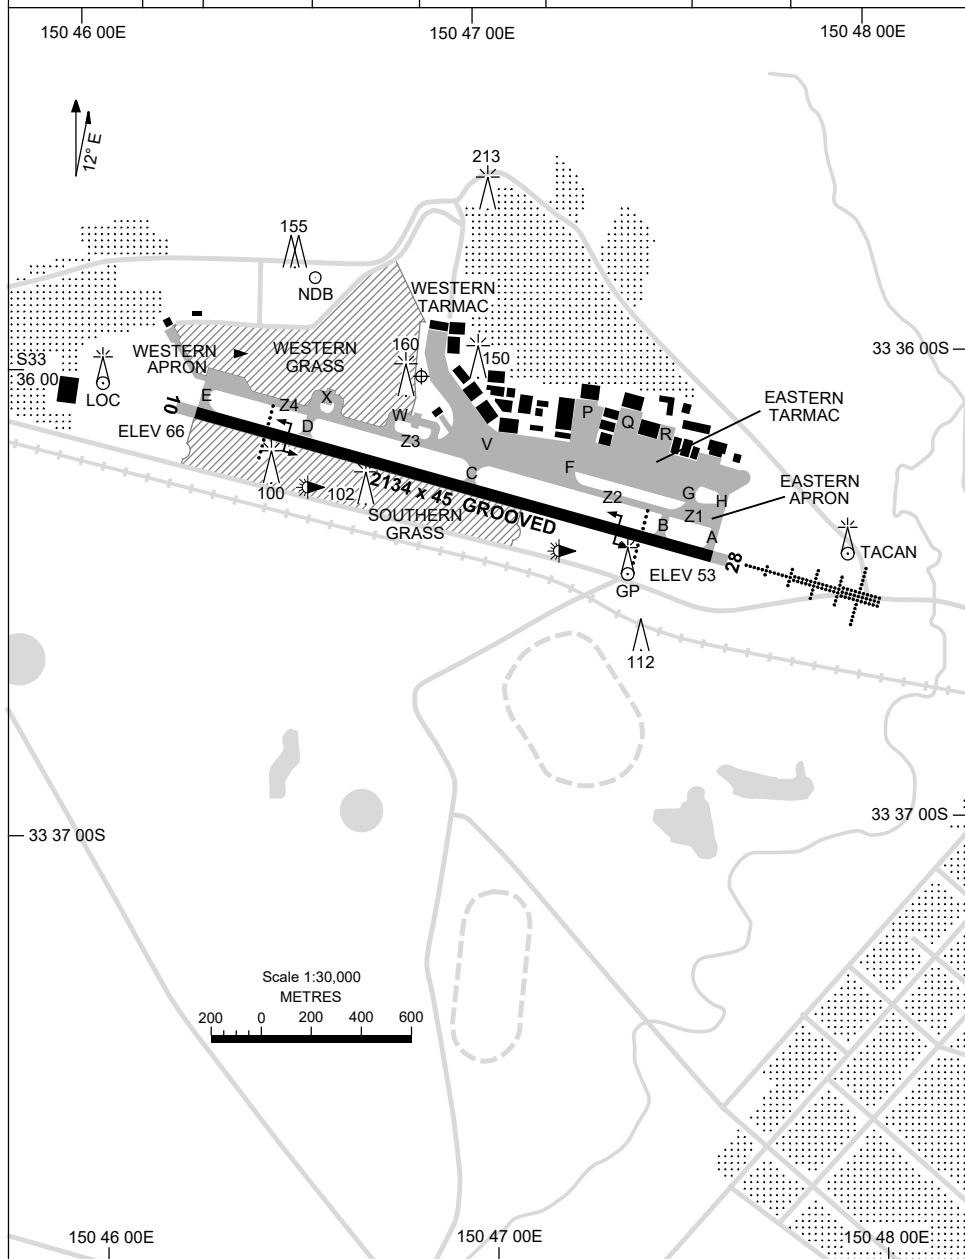 150 46 00E
150 47 00E
150 48 00E
12° E
213
155
NDB
WESTERN
TARMAC
160
150
33 36 00S
S33
36 00
LOC
WESTERN
APRON
WESTERN
GRASS
E
10
ELEV 66
Z4
X
D
W
Z3
V
C
F
P
Q
R
EASTERN
TARMAC
EASTERN
APRON
G
H
Z1
Z2
B
A
100
102
2134 x 45 GROOVED
SOUTHERN
GRASS
28
ELEV 53
GP
TACAN
112
33 37 00S
33 37 00S
Scale 1:30,000
METRES
200 0 200 400 600
150 46 00E
150 47 00E
150 48 00E